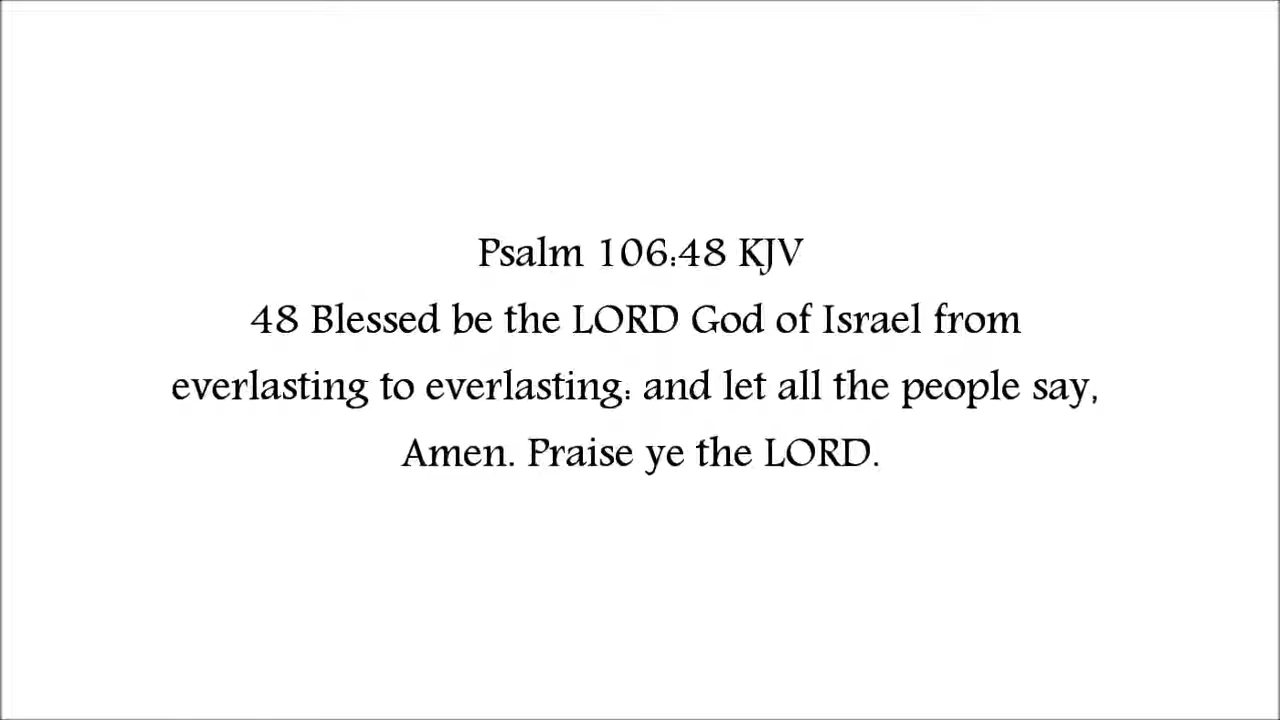 Psalm 106:48 KJV
48 Blessed be the LORD God of Israel from
everlasting to everlasting: and let all the people say,
Amen. Praise ye the LORD.